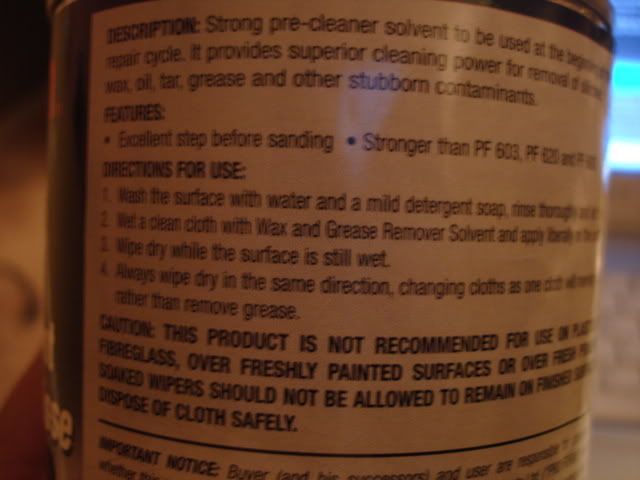 DESCRIPTION: Strong pre-cleaner solvent to be used at the beginning
repair cycle. It provides superior cleaning power for removal of
wax, oil, tar, grease and other stubborn contaminants.
FEATURES:
• Excellent step before sanding • Stronger than PF 603, PF 620 and PF
DIRECTIONS FOR USE:
1. Wash the surface with water and a mild detergent soap, rinse thoroughly
2. Wet a clean cloth with Wax and Grease Remover Solvent and apply liberally
3. Wipe dry while the surface is still wet.
4. Always wipe dry in the same direction, changing cloths as one cloth will
rather than remove grease.
CAUTION: THIS PRODUCT IS NOT RECOMMENDED FOR USE ON
FIBREGLASS, OVER FRESHLY PAINTED SURFACES OR OVER FRESH
SOAKED WIPERS SHOULD NOT BE ALLOWED TO REMAIN ON FINISHED
DISPOSE OF CLOTH SAFELY.
IMPORTANT NOTICE: Buyer (and his successors) and user are responsible
whether